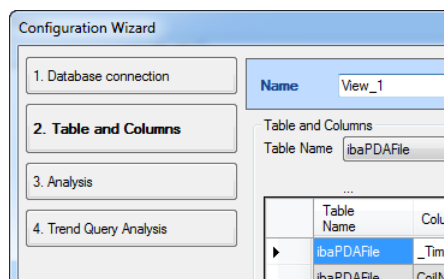 Configuration Wizard
1. Database connection
2. Table and Columns
3. Analysis
4. Trend Query Analysis
Name View_1
Table and Columns
Table Name ibaPDAFile
...
Table
Name
ibaPDAFile
ibaPDAFile